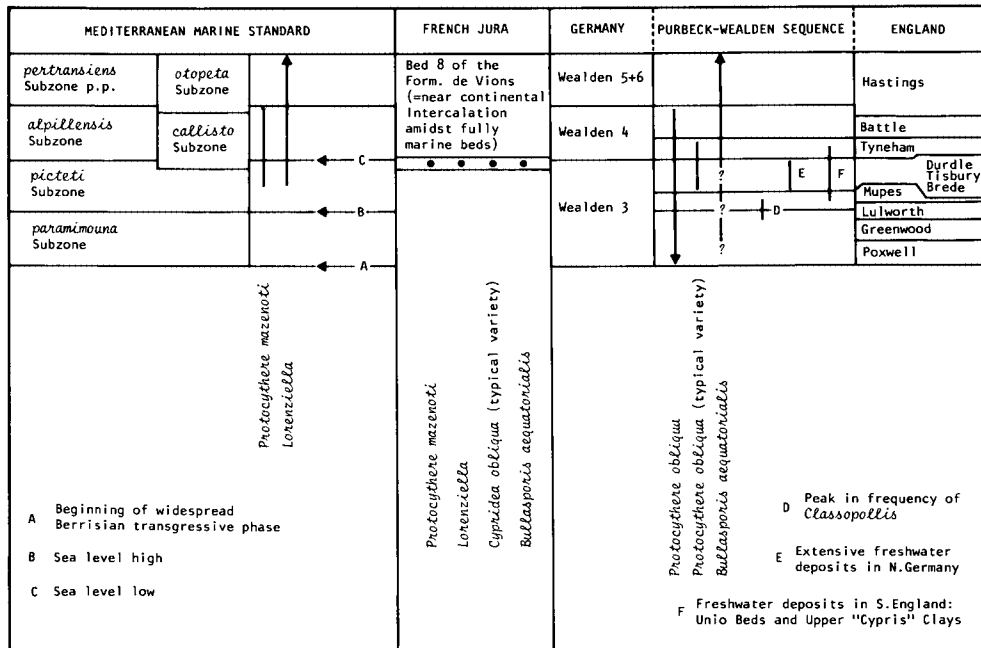 MEDITERRANEAN MARINE STANDARD
FRENCH JURA
GERMANY
PURBECK-WEALDEN SEQUENCE
ENGLAND
pertransiens
Subzone p.p.
otopeta
Subzone
alpillensis
Subzone
callisto
Subzone
picteti
Subzone
paramimouna
Subzone
C
B
A
Bed 8 of the
Form. de Vions
(=near continental
Intercalation
amidst fully
marine beds)
Wealden 5+6
Wealden 4
Wealden 3
?
?
?
D
E
F
Hastings
Battle
Tyneham
Durdle
Tisbury
Brede
Mupes
Lulworth
Greenwood
Poxwell
Protocythere mazenoti
Lorenziella
Protocythere mazenoti
Lorenziella
Cypridea obliqua (typical variety)
Bullasporis aequatorialis
Protocythere obliqua
Protocythere obliqua (typical variety)
Bullasporis aequatorialis
A Beginning of widespread
Berrisian transgressive phase
B Sea level high
C Sea level low
D Peak in frequency of
Classopollis
E Extensive freshwater
deposits in N.Germany
F Freshwater deposits in S.England:
Unio Beds and Upper "Cypris" Clays